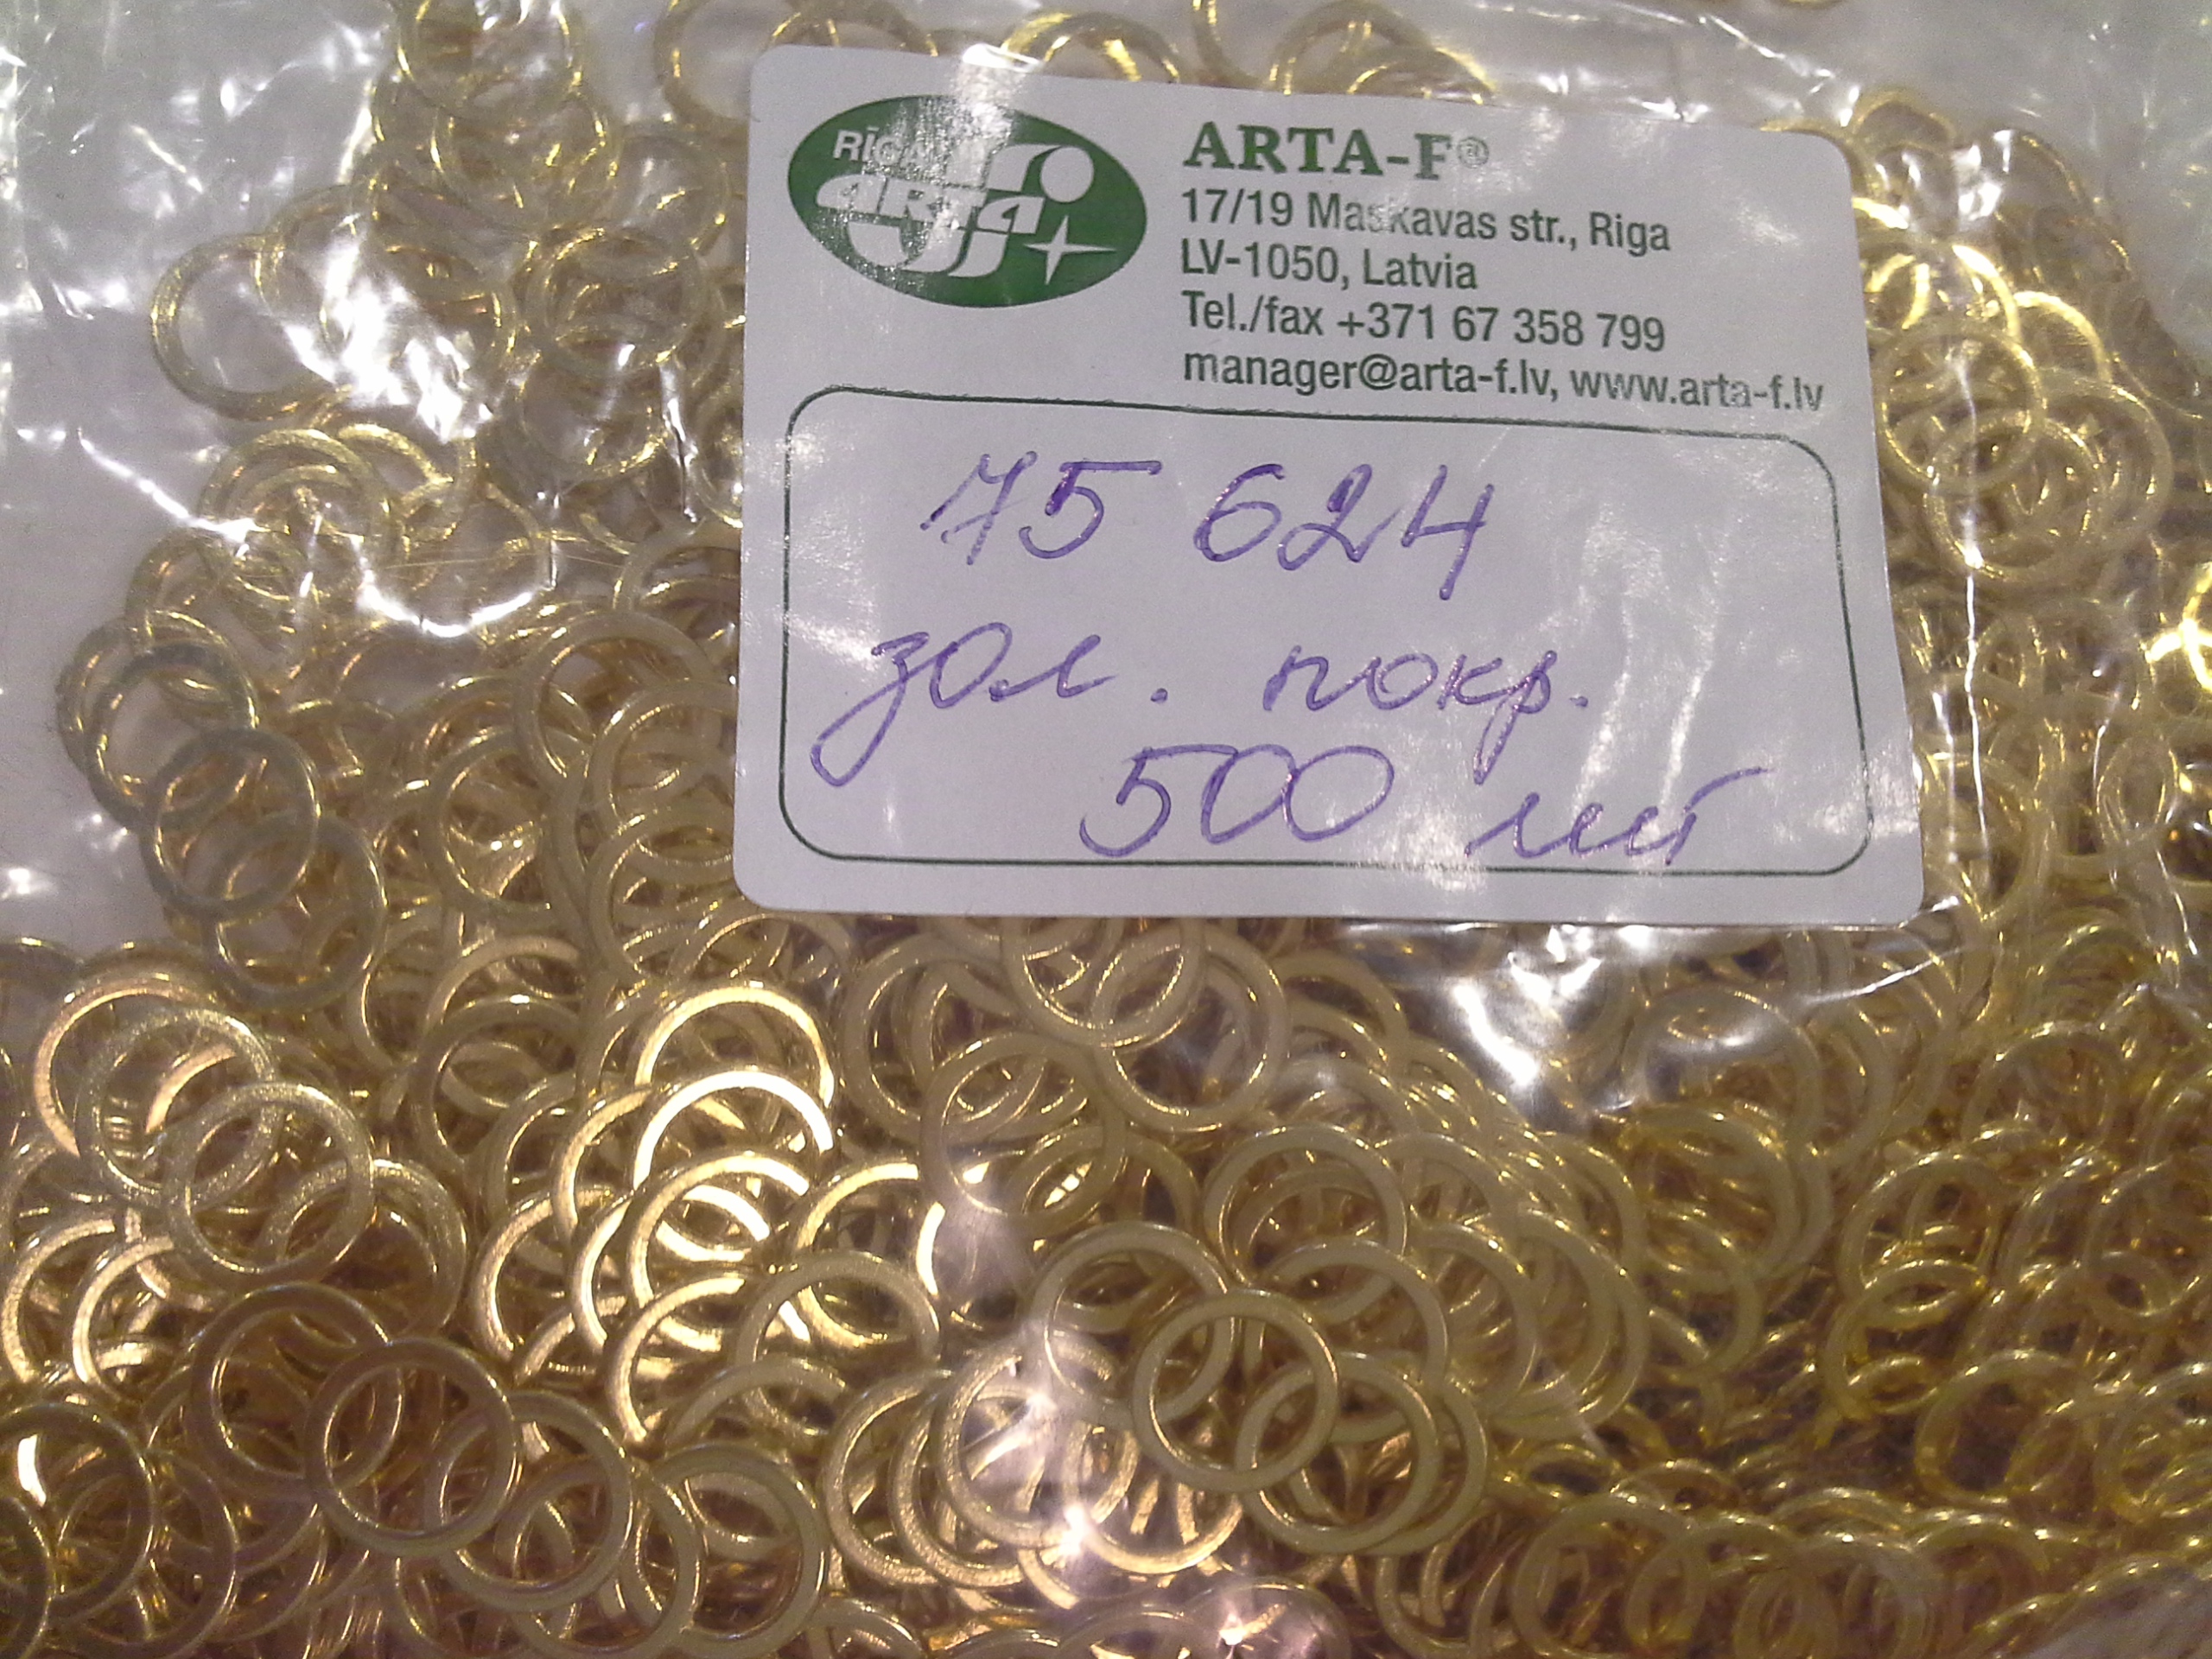 RĪGA
ARTA
ARTA-F®
17/19 Maskavas str., Riga
LV-1050, Latvia
Tel./fax +371 67 358 799
manager@arta-f.lv, www.arta-f.lv
75 624
зол. покр.
500 шт